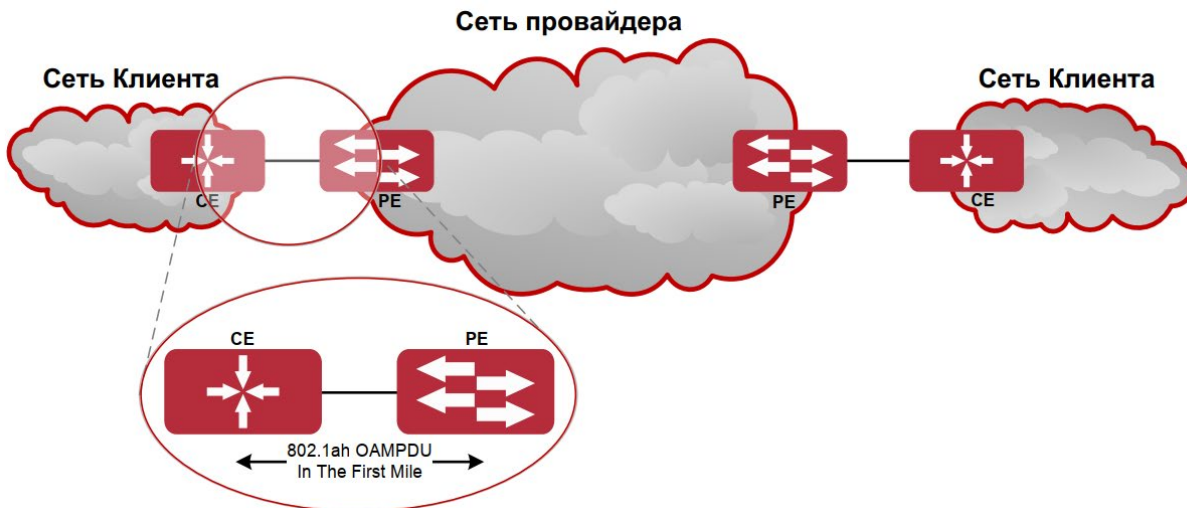 Сеть провайдера
Сеть Клиента
Сеть Клиента
CE
PE
PE
CE
CE
PE
802.1ah OAMPDU
In The First Mile